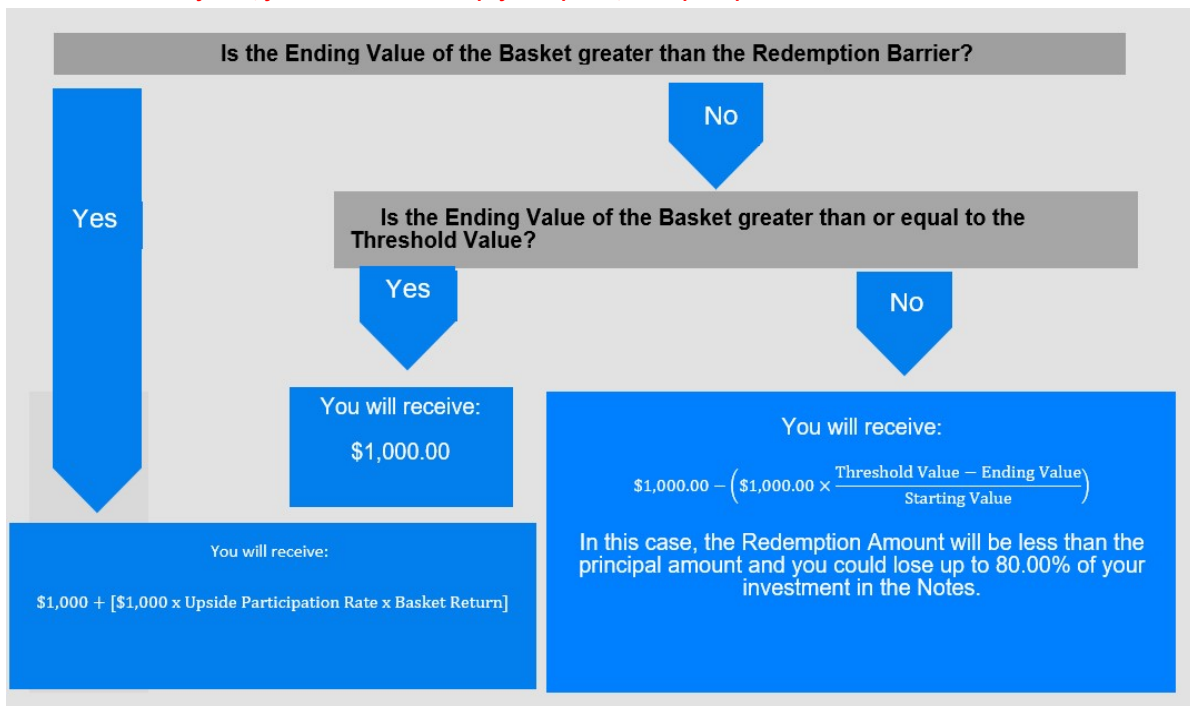 Is the Ending Value of the Basket greater than the Redemption Barrier?
No
Yes
Is the Ending Value of the Basket greater than or equal to the
Threshold Value?
Yes
No
You will receive:
$1,000.00
You will receive:
$1,000.00 − ($1,000.00 × (Threshold Value − Ending Value) / Starting Value)
In this case, the Redemption Amount will be less than the
principal amount and you could lose up to 80.00% of your
investment in the Notes.
You will receive:
$1,000 + [$1,000 x Upside Participation Rate x Basket Return]